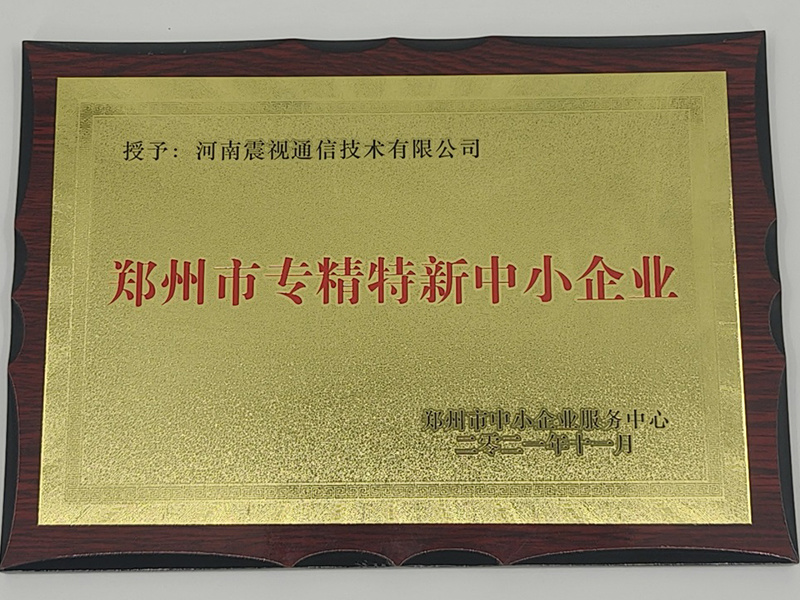 授予：河南震视通信技术有限公司
郑州市专精特新中小企业
郑州市中小企业服务中心
二零二一年十一月